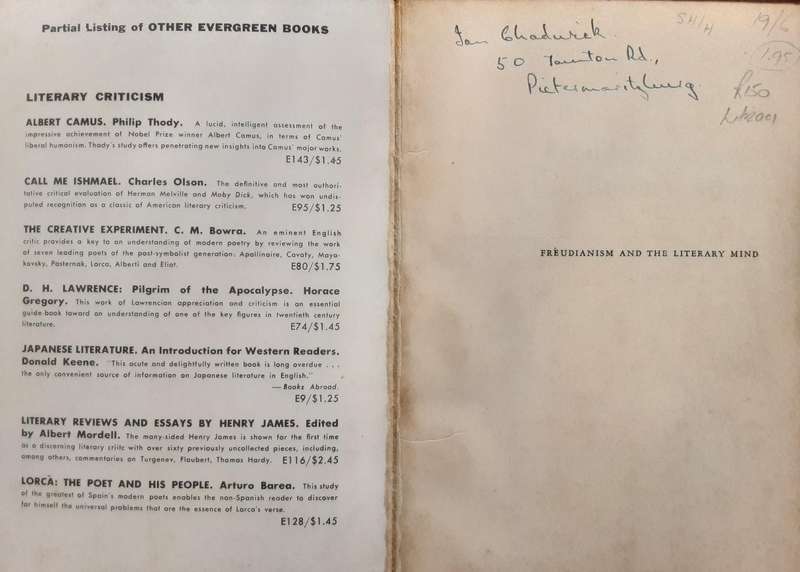 Partial Listing of OTHER EVERGREEN BOOKS
LITERARY CRITICISM
ALBERT CAMUS. Philip Thody. A lucid, intelligent assessment of the
impressive achievement of Nobel Prize winner Albert Camus, in terms of Camus'
liberal humanism. Thody's study offers penetrating new insights into Camus' major works.
E143/$1.45
CALL ME ISHMAEL. Charles Olson. The definitive and most authori-
tative critical evaluation of Herman Melville and Moby Dick, which has won undis-
puted recognition as a classic of American literary criticism. E95/$1.25
THE CREATIVE EXPERIMENT. C. M. Bowra. An eminent English
critic provides a key to an understanding of modern poetry by reviewing the work
of seven leading poets of the post-symbolist generation: Apollinaire, Cavafy, Maya-
kovsky, Pasternak, Lorca, Alberti and Eliot. E80/$1.75
D. H. LAWRENCE: Pilgrim of the Apocalypse. Horace
Gregory. This work of Lawrencian appreciation and criticism is an essential
guide-book toward an understanding of one of the key figures in twentieth century
literature. E74/$1.45
JAPANESE LITERATURE. An Introduction for Western Readers.
Donald Keene. "This acute and delightfully written book is long overdue . . .
the only convenient source of information on Japanese literature in English."
—Books Abroad.
E9/$1.25
LITERARY REVIEWS AND ESSAYS BY HENRY JAMES. Edited
by Albert Mordell. The many-sided Henry James is shown for the first time
as a discerning literary critic with over sixty previously uncollected pieces, including,
among others, commentaries on Turgenev, Flaubert, Thomas Hardy. E116/$2.45
LORCA: THE POET AND HIS PEOPLE. Arturo Barea. This study
of the greatest of Spain's modern poets enables the non-Spanish reader to discover
for himself the universal problems that are the essence of Lorca's verse.
E128/$1.45
Ian Chadwick.
50 Taunton Rd.,
Pietermaritzburg.
SH/H
19/6
1.95
R150
FREUDIANISM AND THE LITERARY MIND